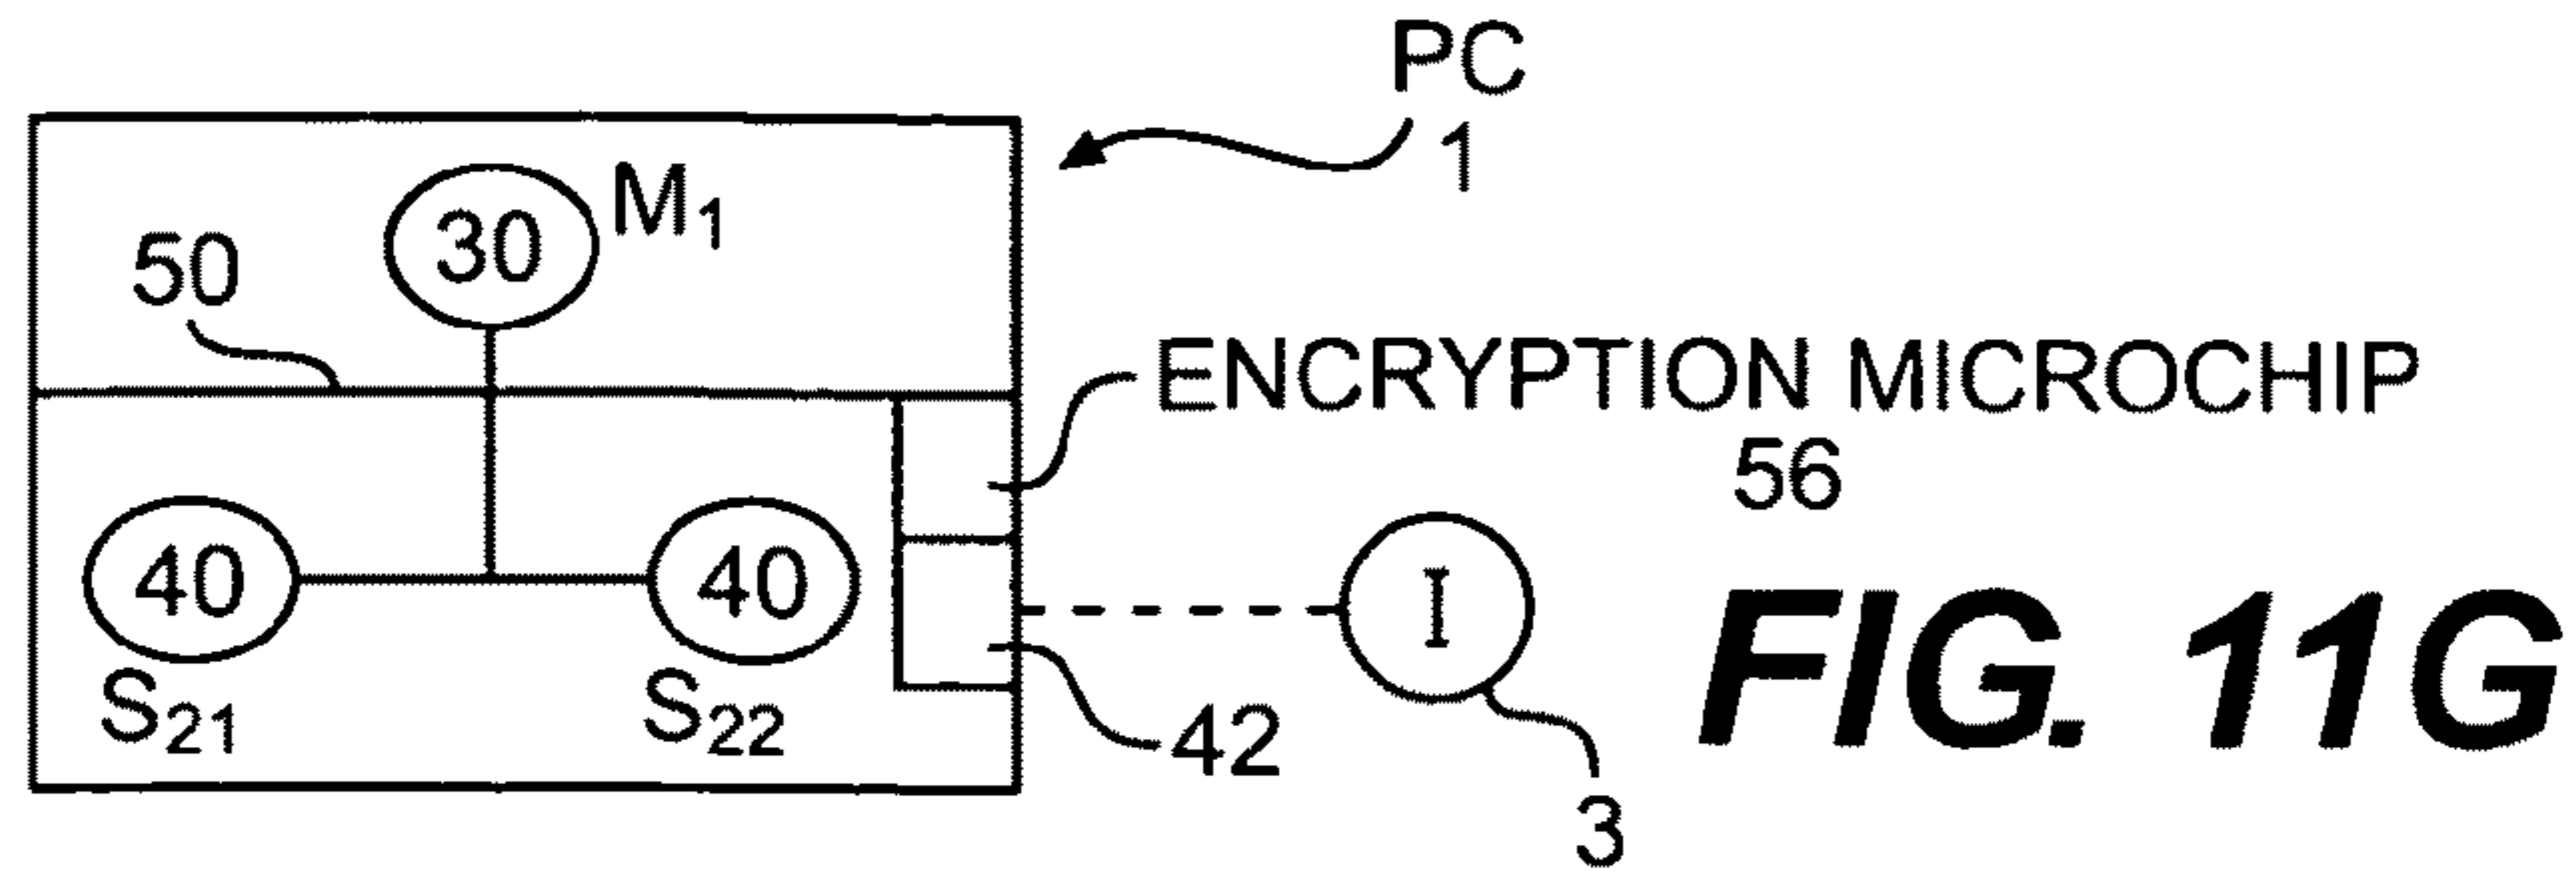 PC
1
30 M1
50
ENCRYPTION MICROCHIP
56
40 40
I
S21 S22
42
3
FIG. 11G